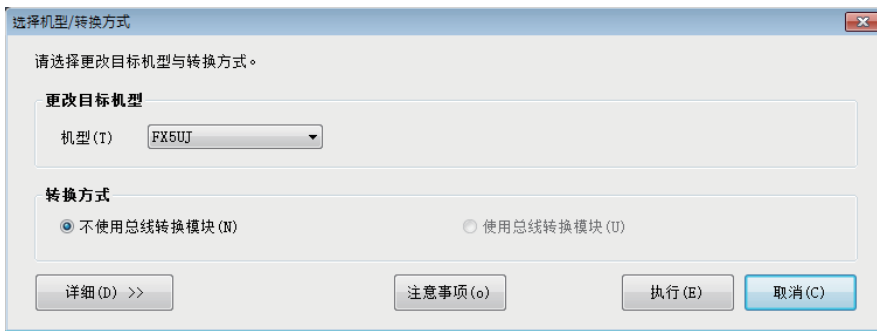 选择机型/转换方式
请选择更改目标机型与转换方式。
更改目标机型
机型(T) FX5UJ
转换方式
不使用总线转换模块(N) 使用总线转换模块(U)
详细(D) >> 注意事项(o) 执行(E) 取消(C)